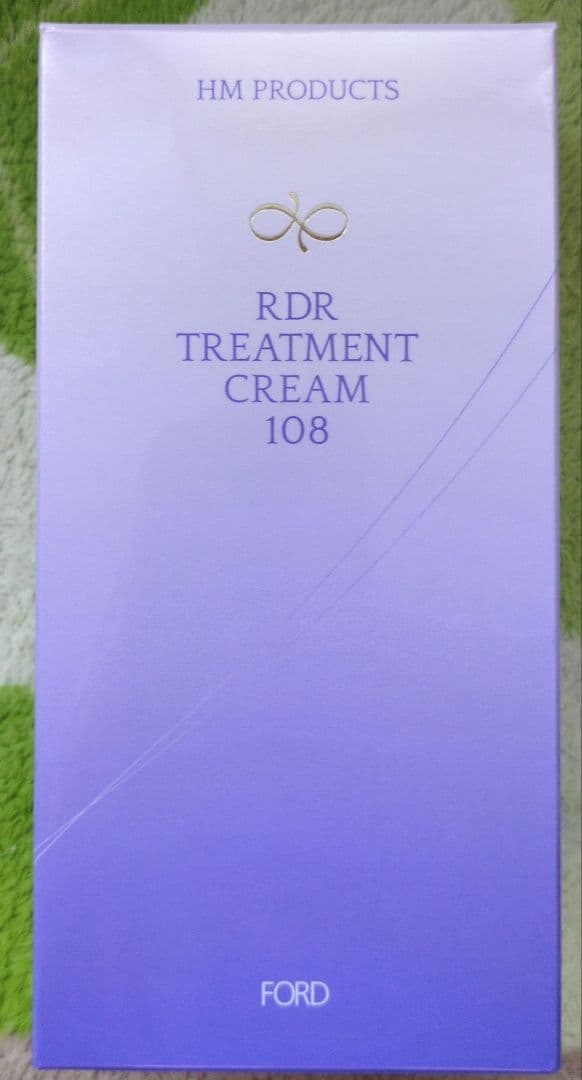 HM PRODUCTS
RDR
TREATMENT
CREAM
108
FORD